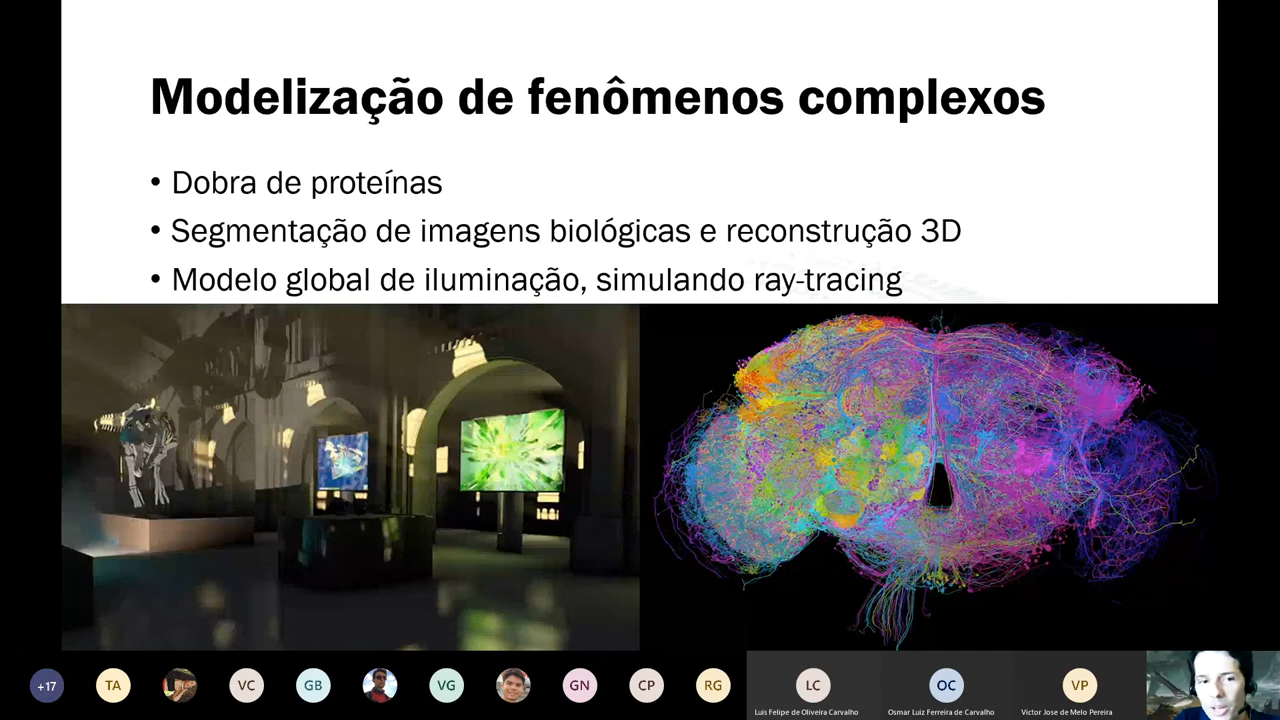 Modelização de fenômenos complexos
• Dobra de proteínas
• Segmentação de imagens biológicas e reconstrução 3D
• Modelo global de iluminação, simulando ray-tracing
+17
TA
VC
GB
VG
GN
CP
RG
LC
OC
VP
Luis Felipe de Oliveira Carvalho
Osmar Luiz Ferreira de Carvalho
Victor Jose de Melo Pereira